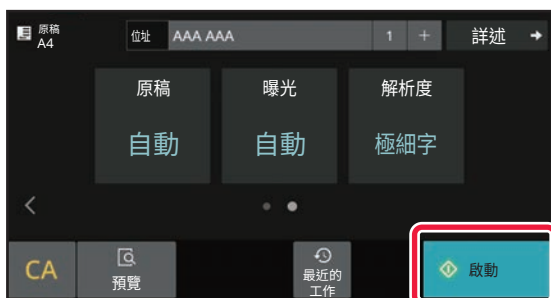 原稿
A4
位址 AAA AAA 1 + 詳述
原稿 曝光 解析度
自動 自動 極細字
CA 預覽 最近的
工作 啟動